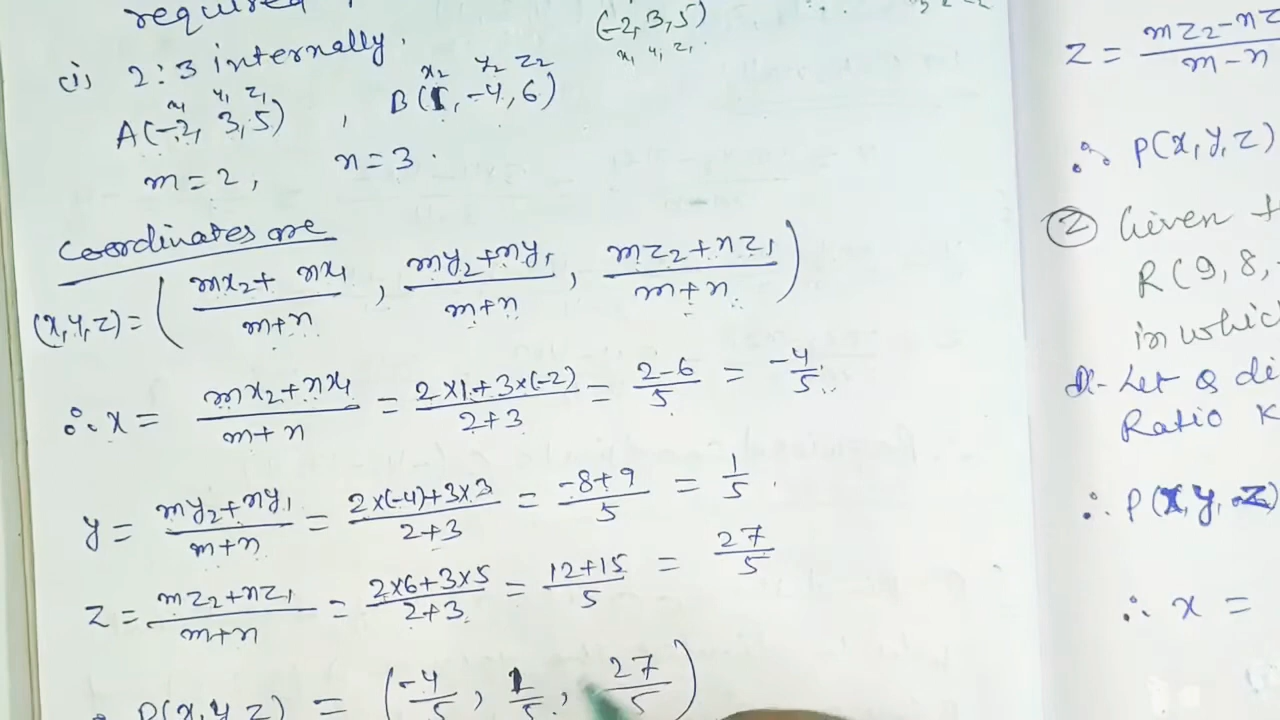 required
(-2, 3, 5)
x₁ y₁ z₁
(i) 2:3 internally.
x₁ y₁ z₁ x₂ y₂ z₂
A(-2, 3, 5) , B(1, -4, 6)
m = 2, n = 3.
Coordinates are
(x, y, z) = ( mx₂ + nx₁ / m+n , my₂ + ny₁ / m+n , mz₂ + nz₁ / m+n )
∴ x = mx₂ + nx₁ / m+n = 2×1+3×(-2) / 2+3 = 2-6 / 5 = -4/5
y = my₂ + ny₁ / m+n = 2×(-4)+3×3 / 2+3 = -8+9 / 5 = 1/5
z = mz₂ + nz₁ / m+n = 2×6+3×5 / 2+3 = 12+15 / 5 = 27/5
∴ P(x, y, z) = (-4/5, 1/5, 27/5)
z = mz₂ - nz / m-n
∴ P(x, y, z)
② Given
R(9, 8,
in
Let Q di
Ratio K
∴ P(x, y, z)
∴ x =